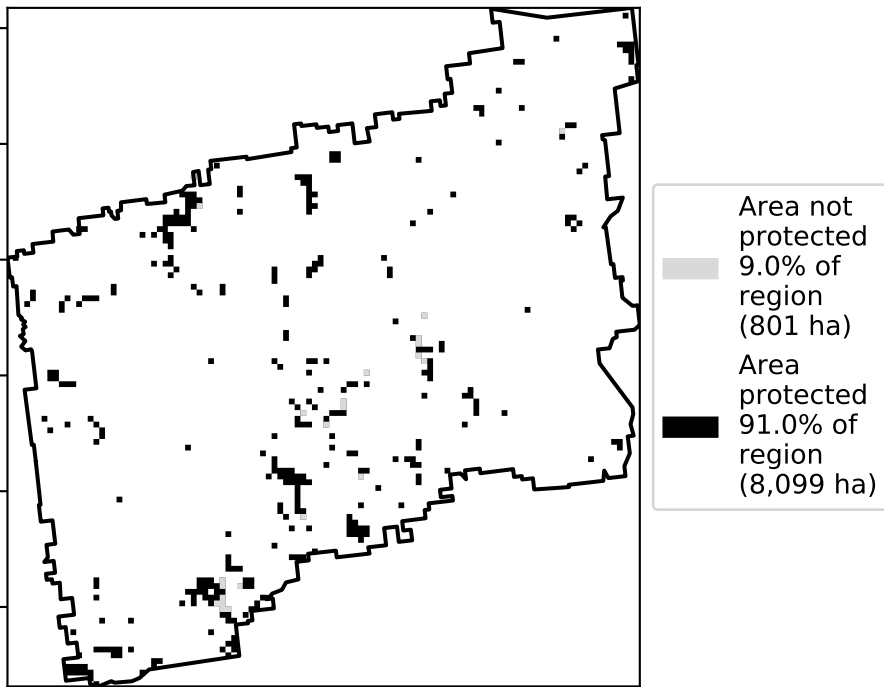 Area not
protected
9.0% of
region
(801 ha)
Area
protected
91.0% of
region
(8,099 ha)